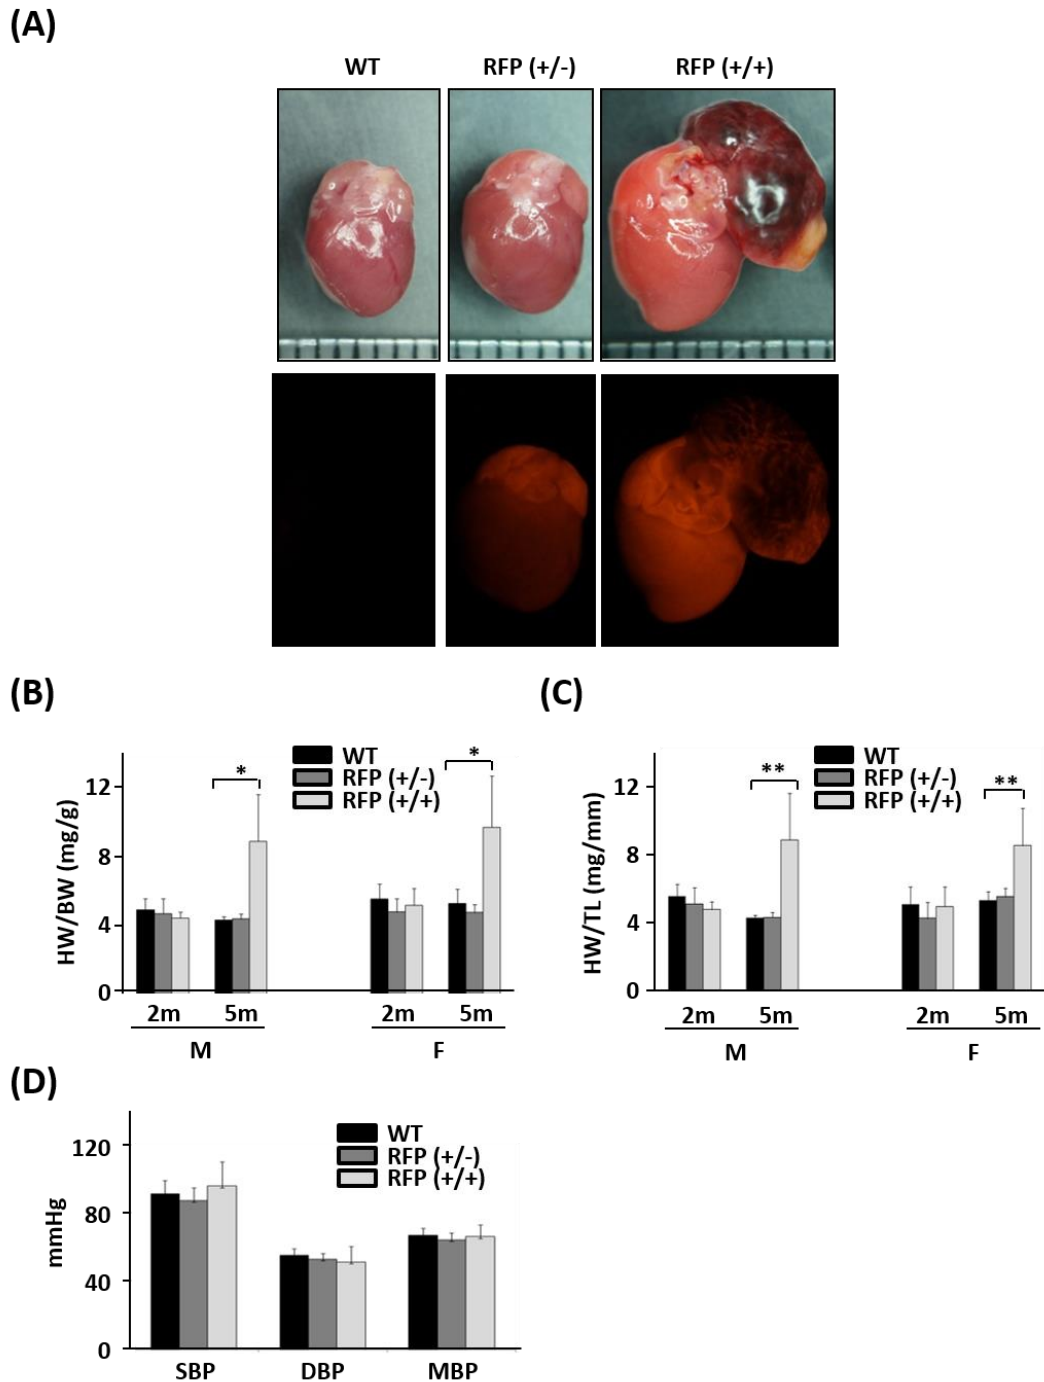 (A)
WT
RFP (+/-)
RFP (+/+)
(B)
HW/BW (mg/g)
12
8
4
0
*
*
WT
RFP (+/-)
RFP (+/+)
2m
5m
2m
5m
M
F
(C)
HW/TL (mg/mm)
12
8
4
0
**
**
WT
RFP (+/-)
RFP (+/+)
2m
5m
2m
5m
M
F
(D)
mmHg
120
80
40
0
WT
RFP (+/-)
RFP (+/+)
SBP
DBP
MBP